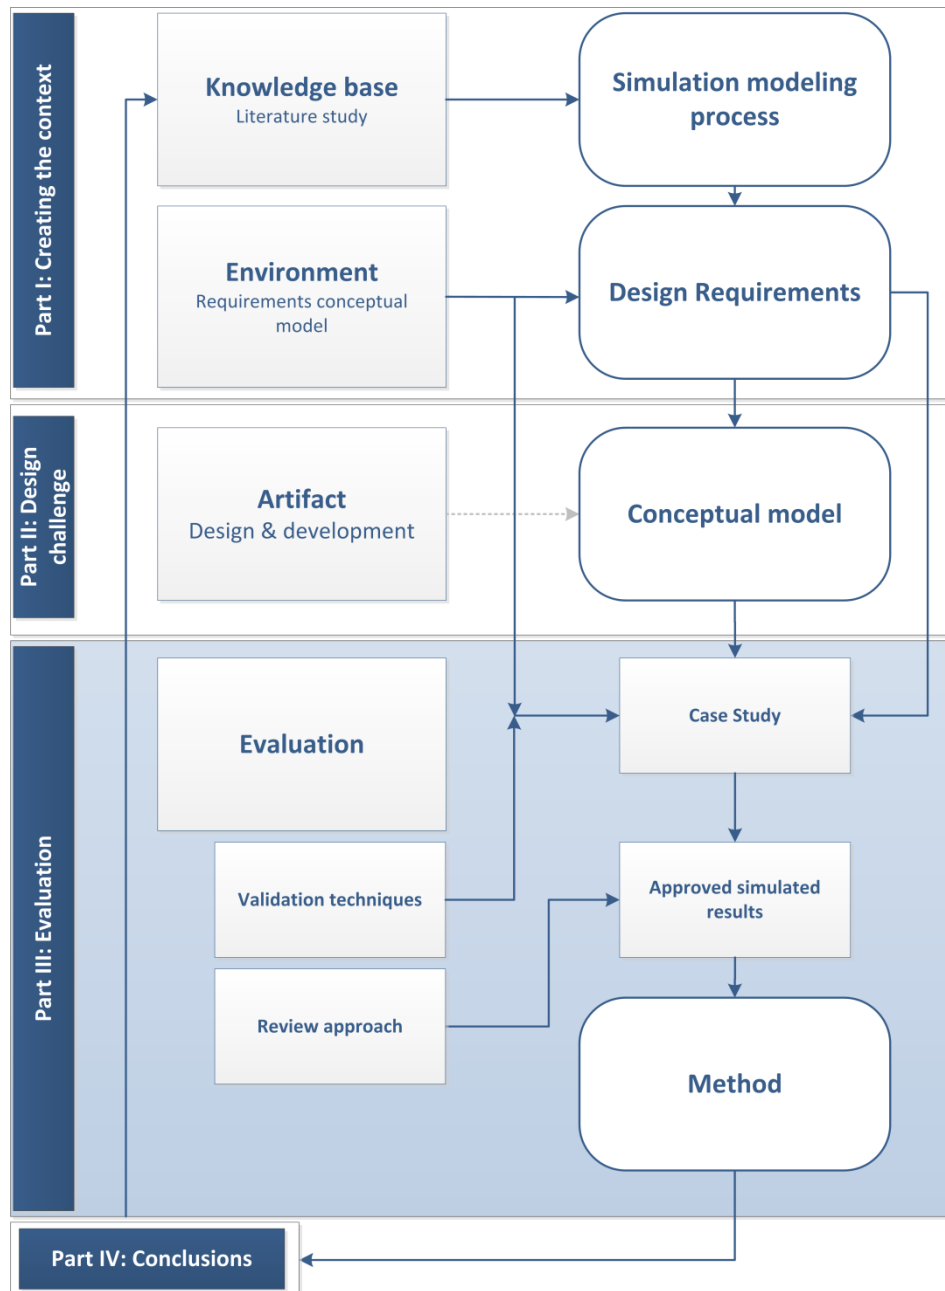 Part I: Creating the context
Knowledge base
Literature study
Simulation modeling
process
Environment
Requirements conceptual
model
Design Requirements
Part II: Design
challenge
Artifact
Design & development
Conceptual model
Part III: Evaluation
Evaluation
Case Study
Validation techniques
Approved simulated
results
Review approach
Method
Part IV: Conclusions